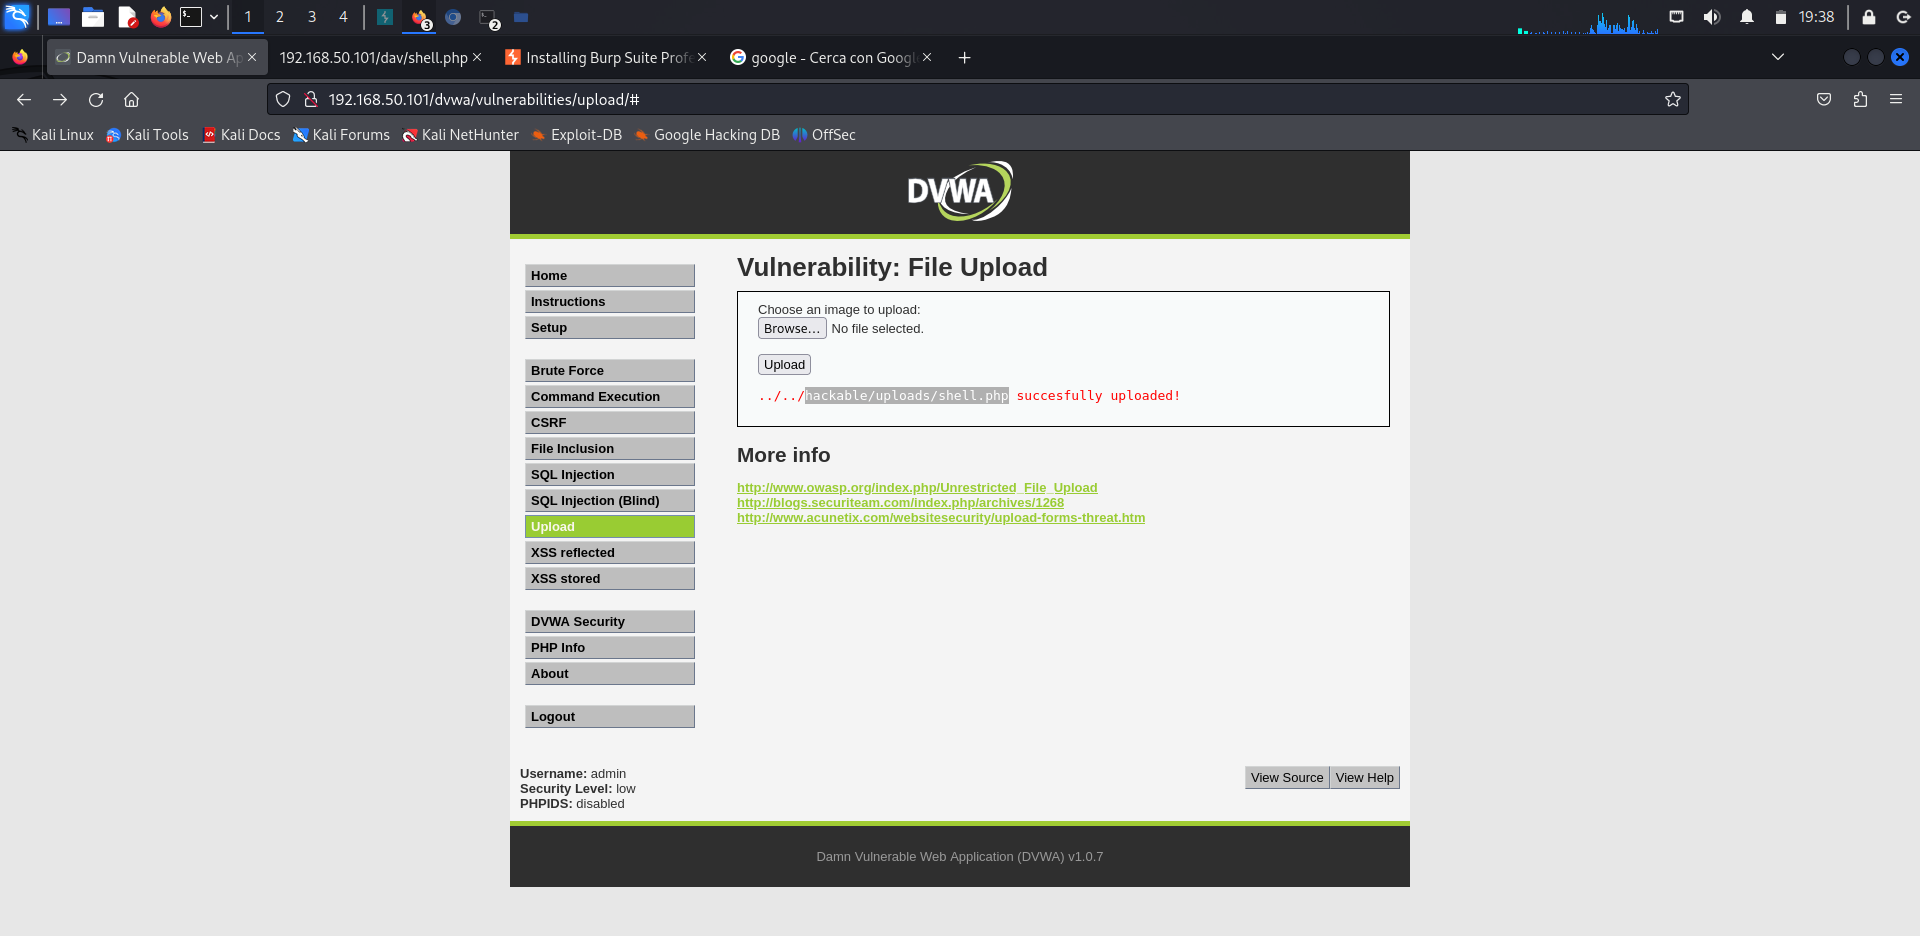 1 2 3 4 3 2 19:38
Damn Vulnerable Web Ap 192.168.50.101/dav/shell.php Installing Burp Suite Profe google - Cerca con Googl
192.168.50.101/dvwa/vulnerabilities/upload/#
Kali Linux Kali Tools Kali Docs Kali Forums Kali NetHunter Exploit-DB Google Hacking DB OffSec
DVWA
Home
Instructions
Setup
Brute Force
Command Execution
CSRF
File Inclusion
SQL Injection
SQL Injection (Blind)
Upload
XSS reflected
XSS stored
DVWA Security
PHP Info
About
Logout
Vulnerability: File Upload
Choose an image to upload:
Browse... No file selected.
Upload
../../hackable/uploads/shell.php succesfully uploaded!
More info
http://www.owasp.org/index.php/Unrestricted_File_Upload
http://blogs.securiteam.com/index.php/archives/1268
http://www.acunetix.com/websitesecurity/upload-forms-threat.htm
Username: admin
Security Level: low
PHPIDS: disabled
View Source View Help
Damn Vulnerable Web Application (DVWA) v1.0.7